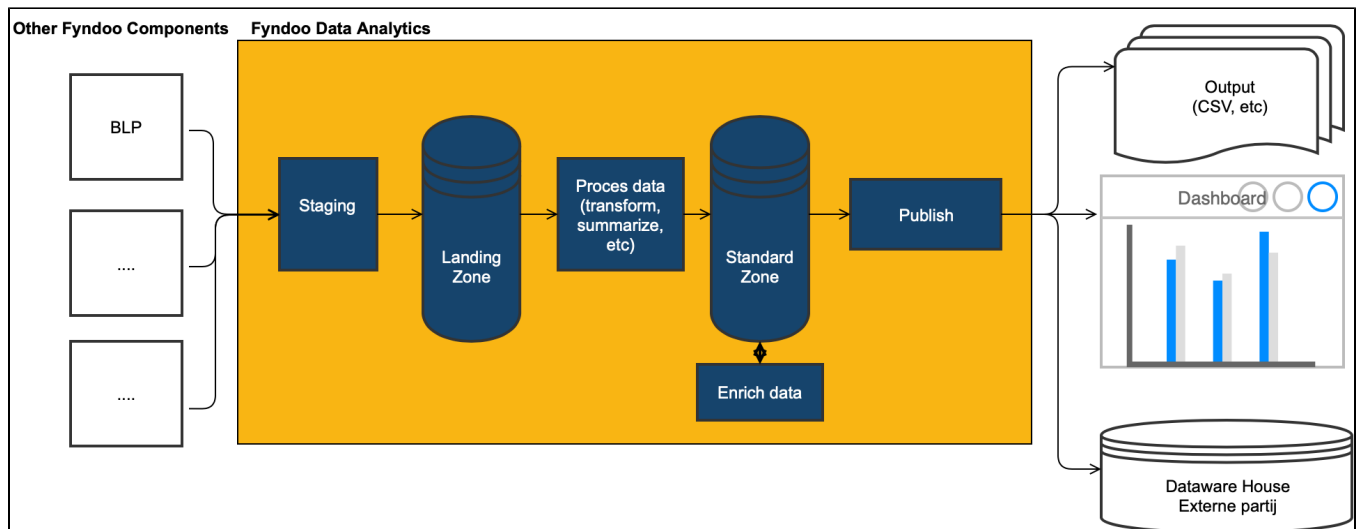 Other Fyndoo Components
Fyndoo Data Analytics
BLP
....
....
Staging
Landing
Zone
Proces data
(transform,
summarize,
etc)
Standard
Zone
Enrich data
Publish
Output
(CSV, etc)
Dashboard
Dataware House
Externe partij